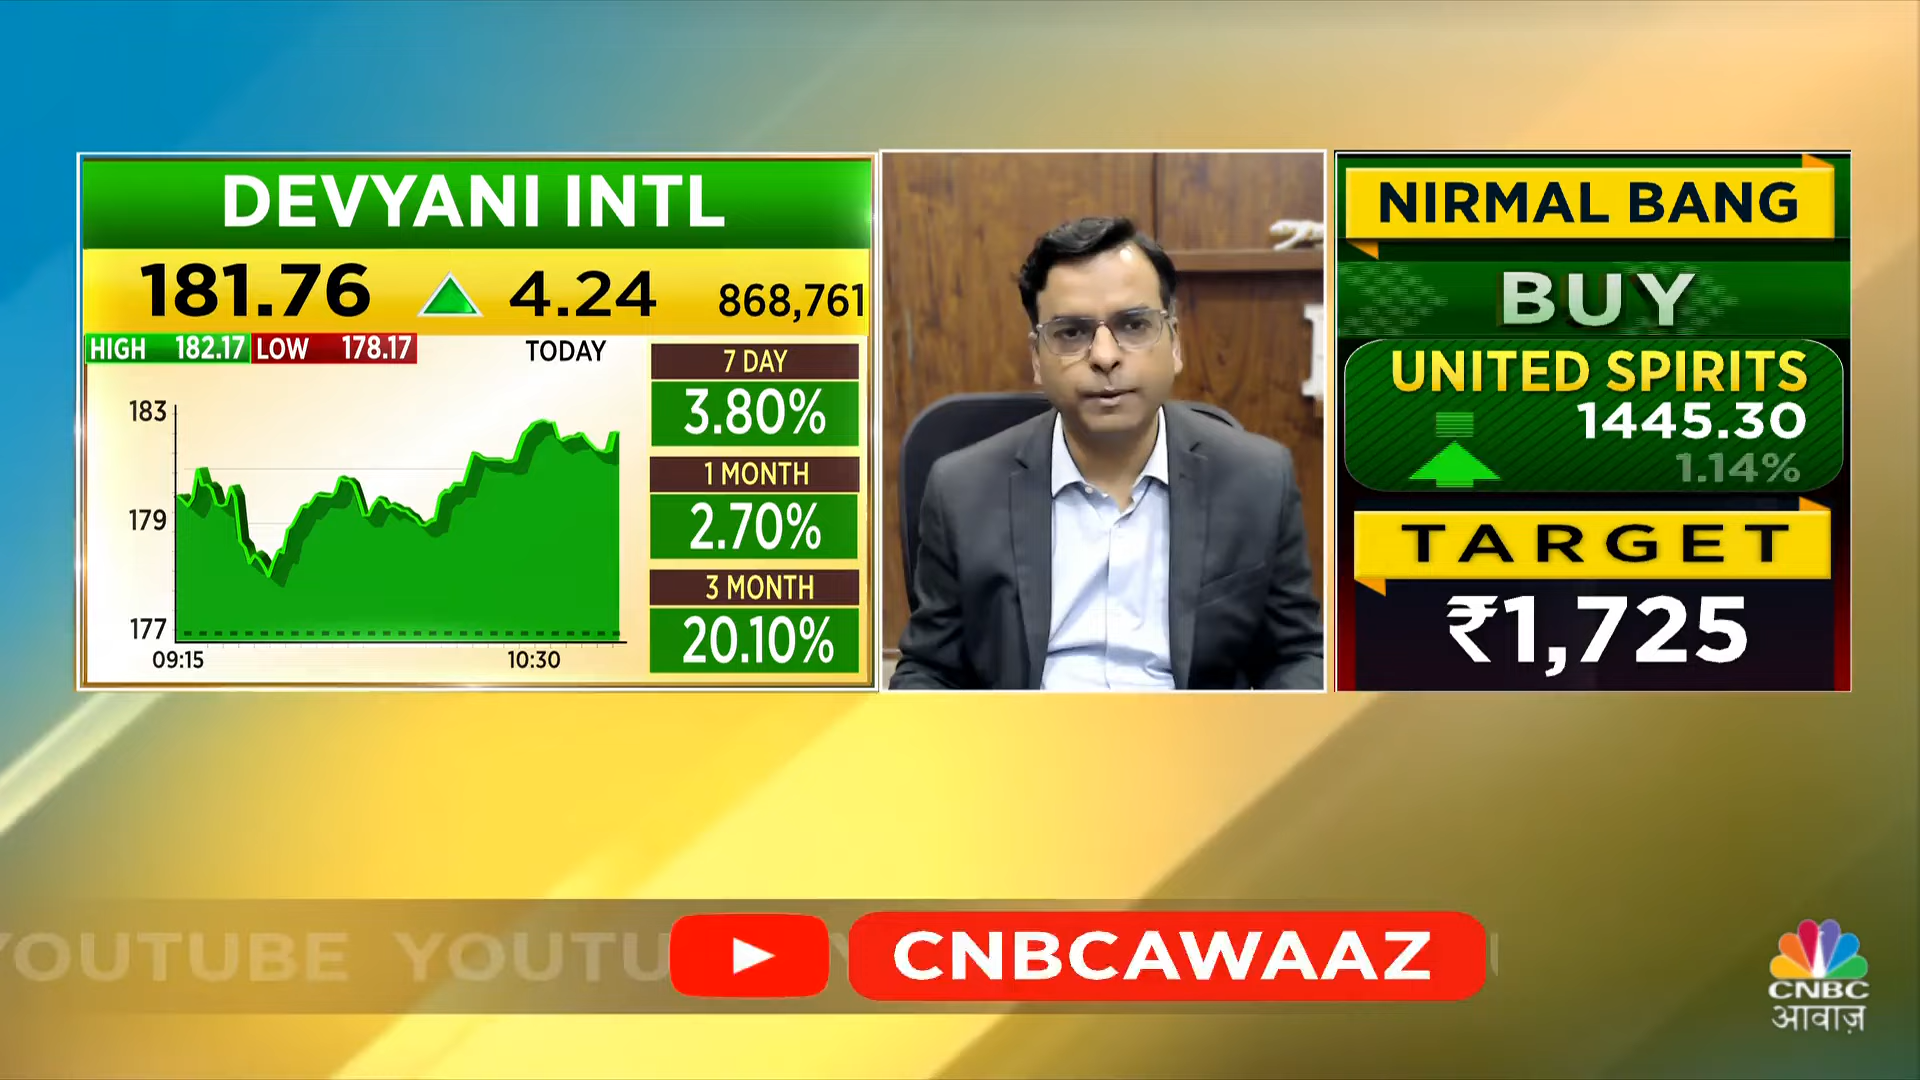 DEVYANI INTL
181.76 4.24 868,761
HIGH 182.17 LOW 178.17
TODAY
183
179
177
09:15 10:30
7 DAY
3.80%
1 MONTH
2.70%
3 MONTH
20.10%
NIRMAL BANG
BUY
UNITED SPIRITS
1445.30
1.14%
TARGET
₹1,725
YOUTUBE YOUTU
CNBCAWAAZ
CNBC
आवाज़